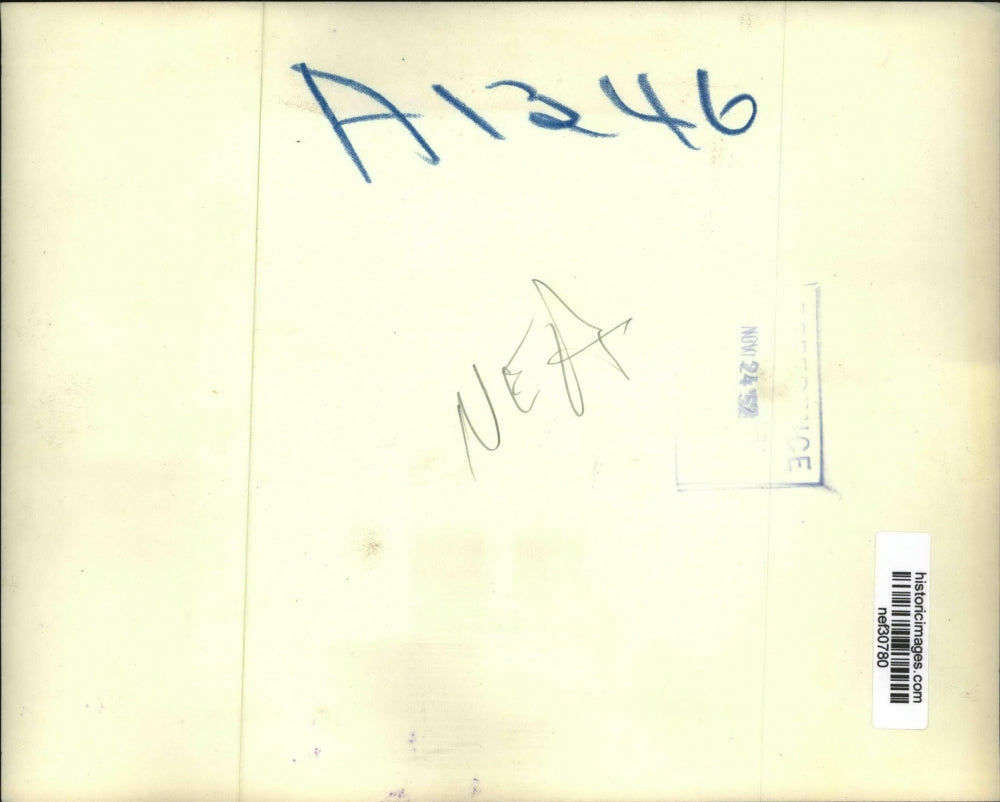 A1246
NEA
NOV 24 '52
historicimages.com
nef30780